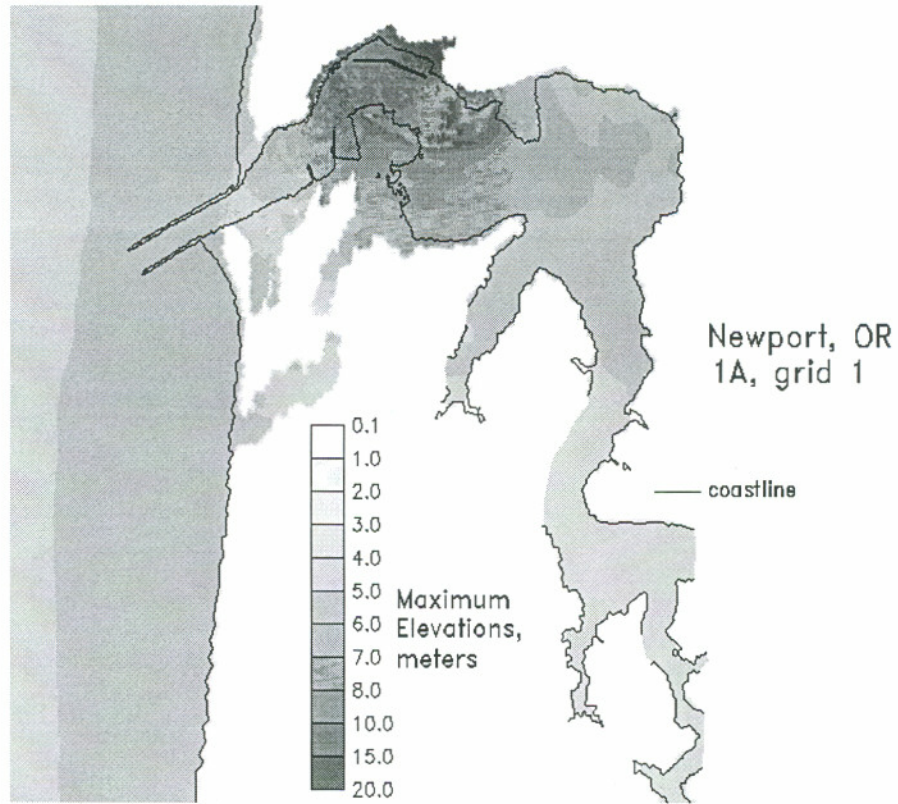 Newport, OR
1A, grid 1
coastline
0.1
1.0
2.0
3.0
4.0
5.0
6.0
7.0
8.0
10.0
15.0
20.0
Maximum
Elevations,
meters